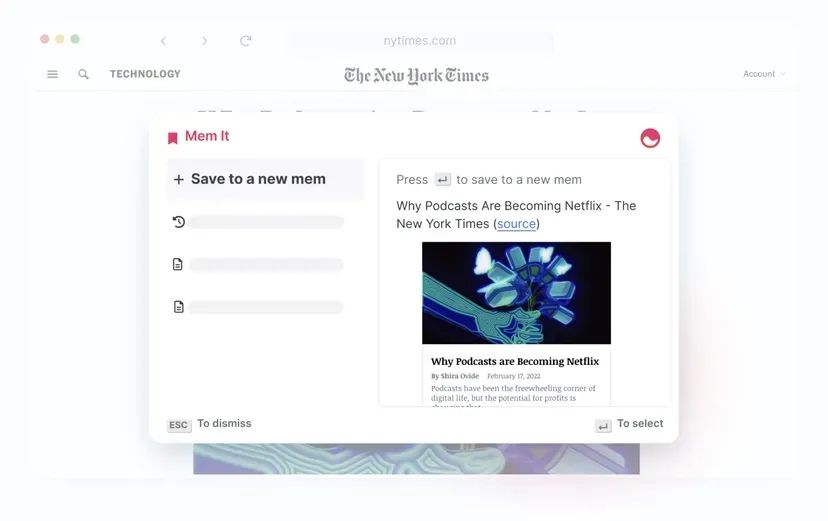 nytimes.com
TECHNOLOGY
The New York Times
Account
Mem It
Save to a new mem
Press ↵ to save to a new mem
Why Podcasts Are Becoming Netflix - The
New York Times (source)
Why Podcasts are Becoming Netflix
By Shira Ovide February 17, 2022
Podcasts have been the freewheeling corner of
digital life, but the potential for profits is
changing that.
ESC To dismiss
↵ To select